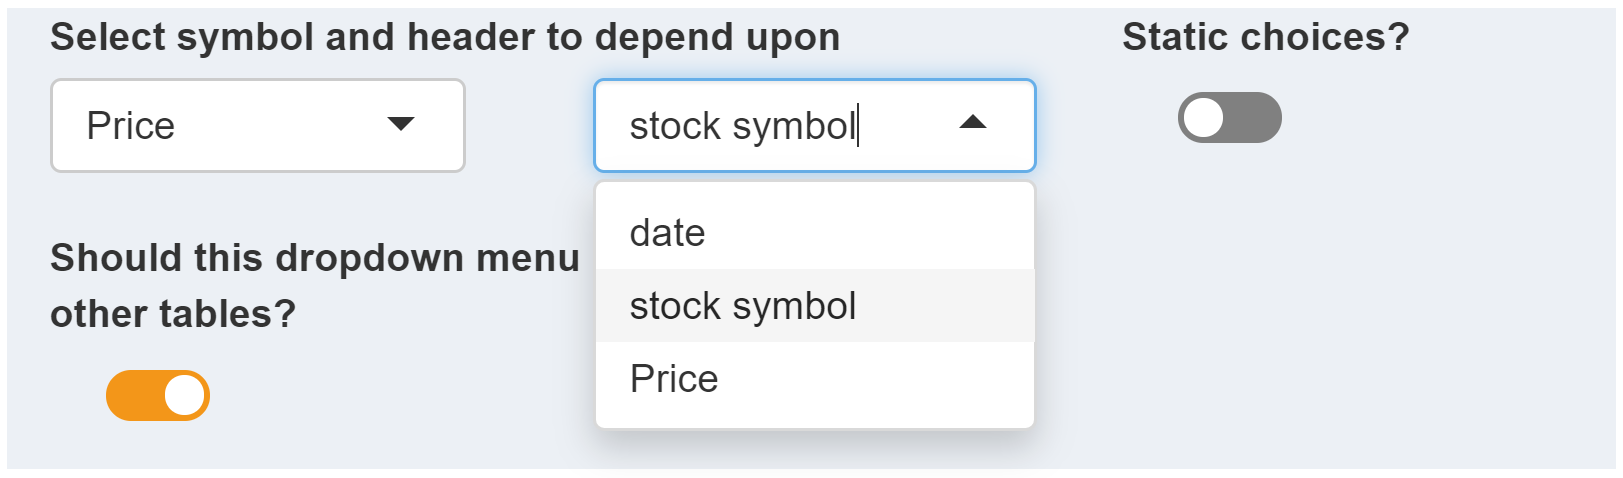 Select symbol and header to depend upon
Static choices?
Price
stock symbol
date
stock symbol
Price
Should this dropdown menu
other tables?